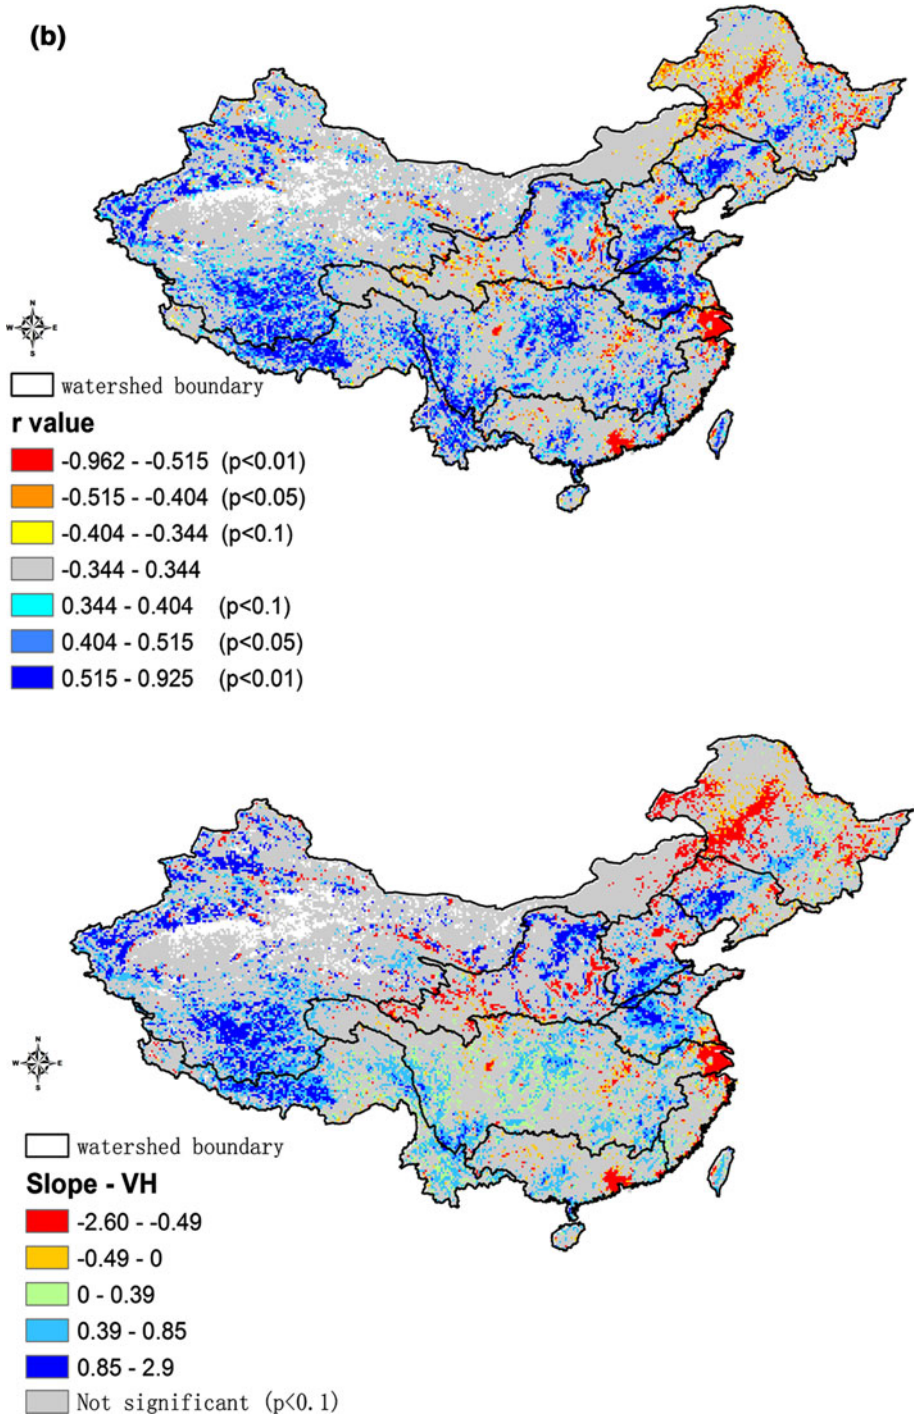 (b)
N
W E
S
watershed boundary
r value
-0.962 - -0.515 (p<0.01)
-0.515 - -0.404 (p<0.05)
-0.404 - -0.344 (p<0.1)
-0.344 - 0.344
0.344 - 0.404 (p<0.1)
0.404 - 0.515 (p<0.05)
0.515 - 0.925 (p<0.01)
N
W E
S
watershed boundary
Slope - VH
-2.60 - -0.49
-0.49 - 0
0 - 0.39
0.39 - 0.85
0.85 - 2.9
Not significant (p<0.1)